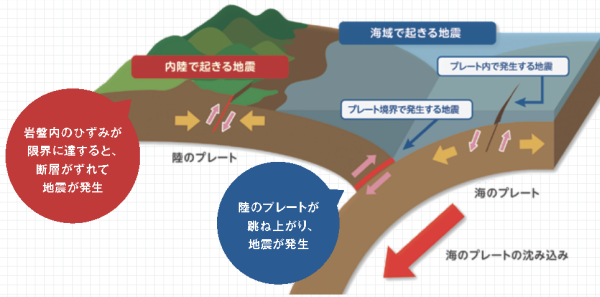 海域で起きる地震
内陸で起きる地震
プレート内で発生する地震
プレート境界で発生する地震
岩盤内のひずみが
限界に達すると、
断層がずれて
地震が発生
陸のプレート
海のプレート
陸のプレートが
跳ね上がり、
地震が発生
海のプレートの沈み込み